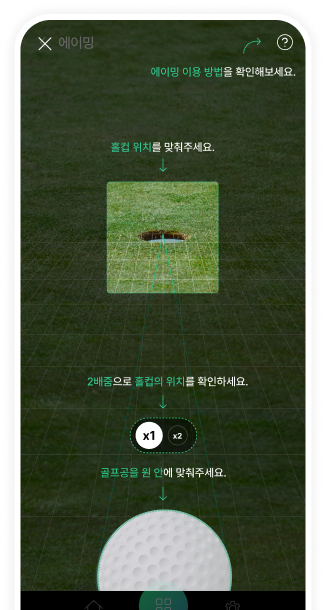 에이밍
에이밍 이용 방법을 확인해보세요.
홀컵 위치를 맞춰주세요.
2배줌으로 홀컵의 위치를 확인하세요.
x1 x2
골프공을 원 안에 맞춰주세요.